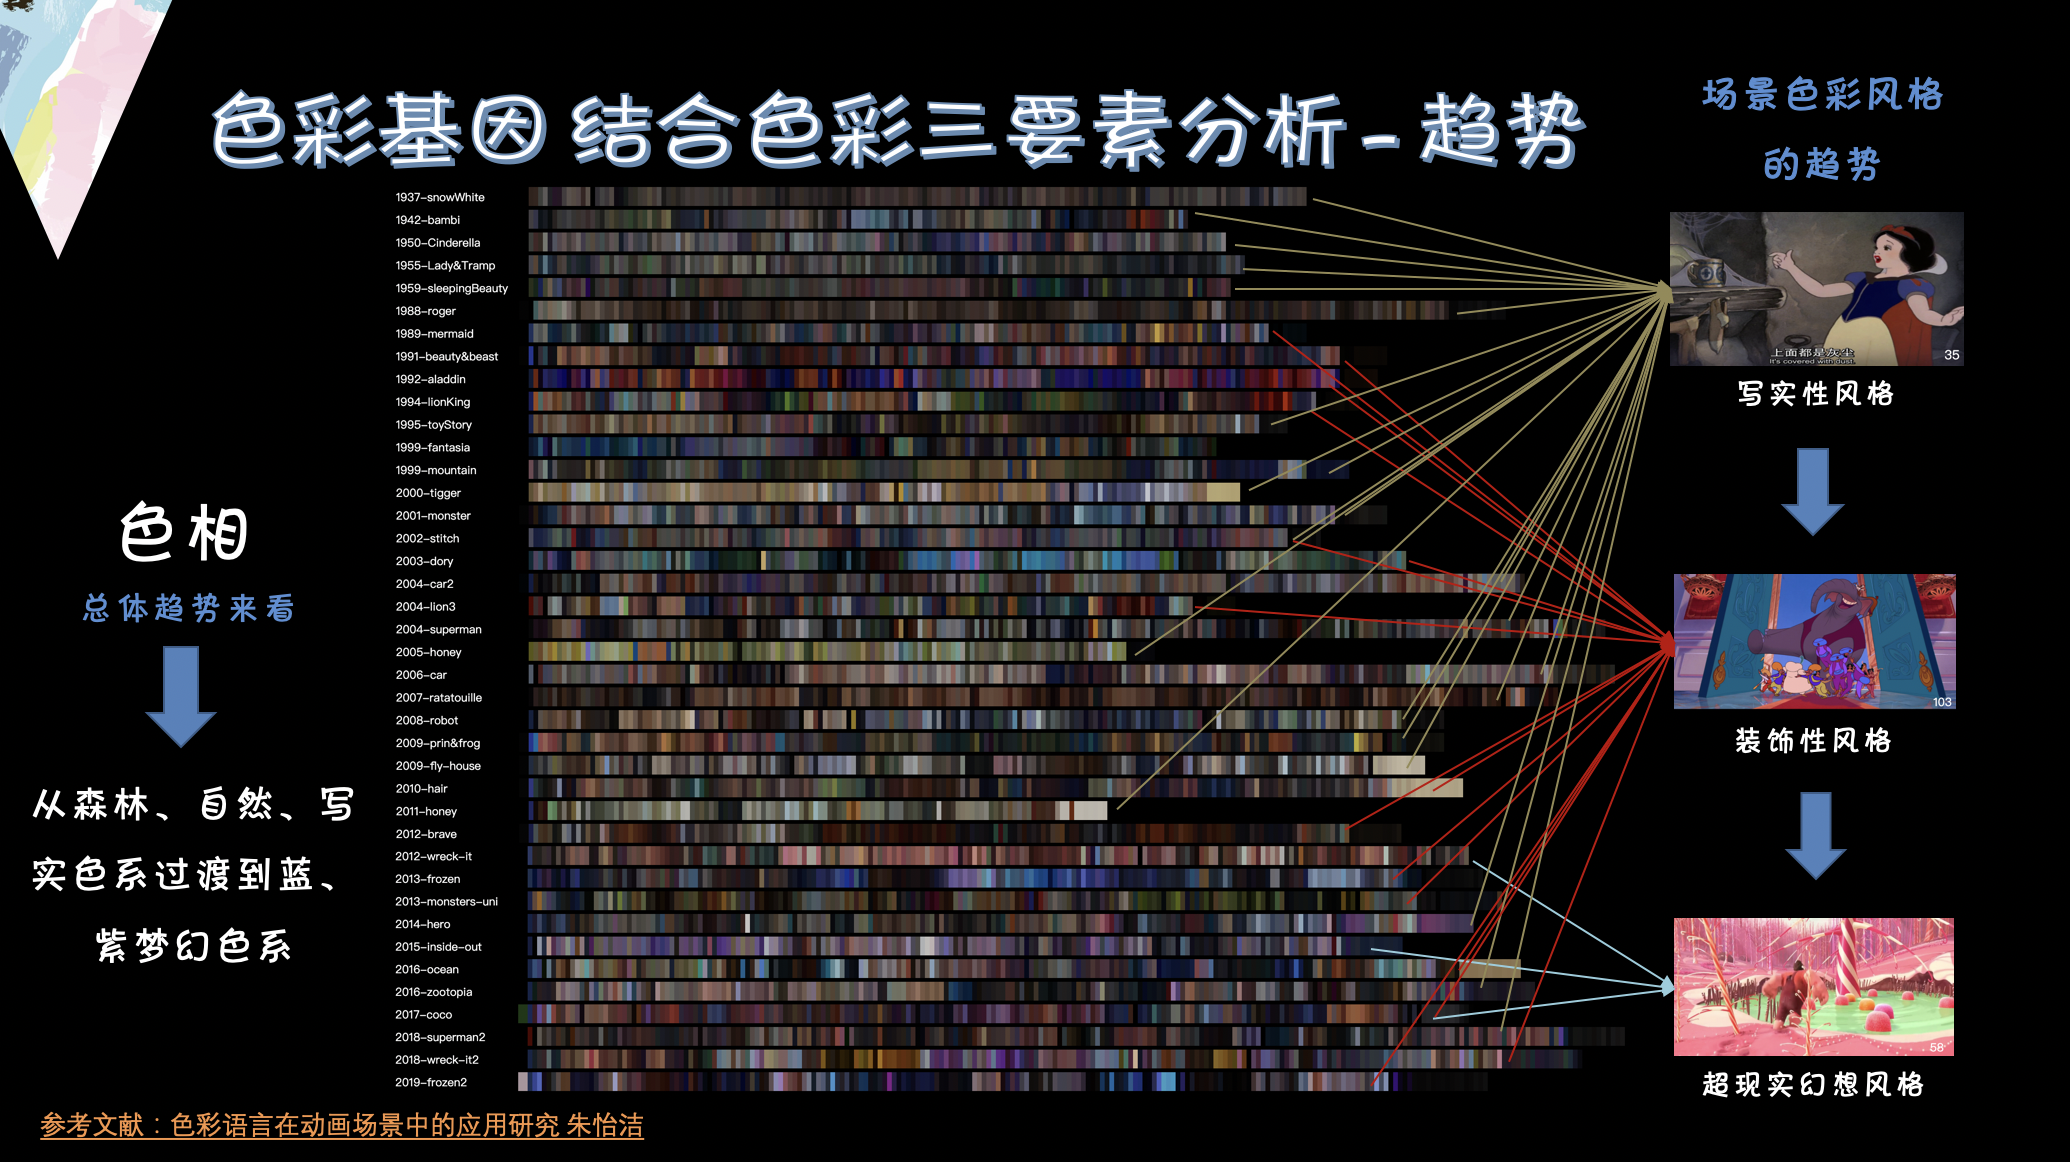 色彩基因 结合色彩三要素分析-趋势
场景色彩风格
的趋势
1937-snowWhite
1942-bambi
1950-Cinderella
1955-Lady&Tramp
1959-sleepingBeauty
1988-roger
1989-mermaid
1991-beauty&beast
1992-aladdin
1994-lionKing
1995-toyStory
1999-fantasia
1999-mountain
2000-tigger
2001-monster
2002-stitch
2003-dory
2004-car2
2004-lion3
2004-superman
2005-honey
2006-car
2007-ratatouille
2008-robot
2009-prin&frog
2009-fly-house
2010-hair
2011-honey
2012-brave
2012-wreck-it
2013-frozen
2013-monsters-uni
2014-hero
2015-inside-out
2016-ocean
2016-zootopia
2017-coco
2018-superman2
2018-wreck-it2
2019-frozen2
色相
总体趋势来看
从森林、自然、写
实色系过渡到蓝、
紫梦幻色系
上面都是灰尘
It's covered with dust.
35
写实性风格
103
装饰性风格
58
超现实幻想风格
参考文献：色彩语言在动画场景中的应用研究 朱怡洁